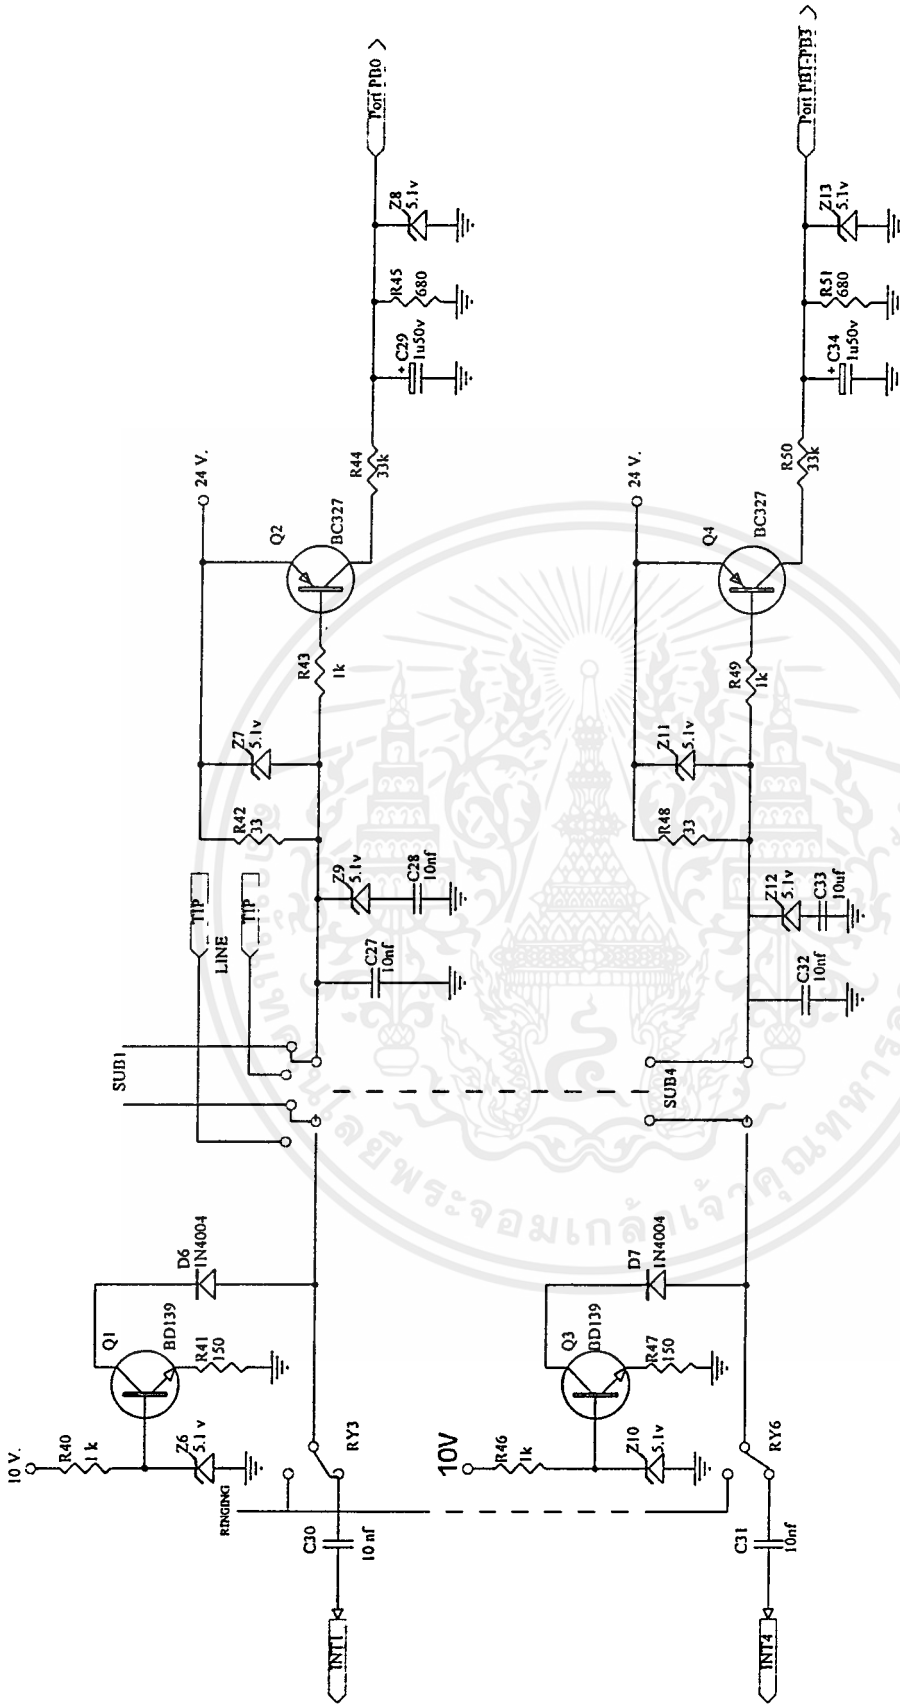 10 V.
R40
1 k
Q1
BD139
Z6
5.1 v
R41
150
D6
1N4004
RINGING
RY3
C30
10 nf
INT1
SUB1
TIP
LINE
TIP
C27
10nf
Z9
5.1v
C28
10nf
R42
33
Z7
5.1v
R43
1k
24 V.
Q2
BC327
R44
33k
C29
1u50v
+
R45
680
Z8
5.1v
Port PB0
10V
R46
1k
Q3
BD139
Z10
5.1v
R47
150
D7
1N4004
RY6
C31
10nf
INT4
SUB4
C32
10nf
Z12
5.1v
C33
10uf
R48
33
Z11
5.1v
R49
1k
24 V.
Q4
BC327
R50
33k
C34
1u50v
+
R51
680
Z13
5.1v
Port PB1-PB3